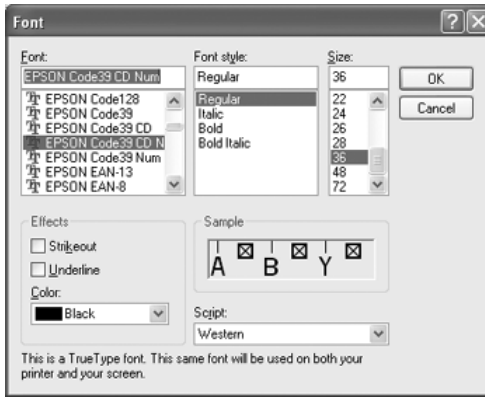 Font
Font:
EPSON Code39 CD Num
EPSON Code128
EPSON Code39
EPSON Code39 CD
EPSON Code39 CD N
EPSON Code39 Num
EPSON EAN-13
EPSON EAN-8
Font style:
Regular
Regular
Italic
Bold
Bold Italic
Size:
36
22
24
26
28
36
48
72
OK
Cancel
Effects
Strikeout
Underline
Color:
Black
Sample
A B Y
Script:
Western
This is a TrueType font. This same font will be used on both your
printer and your screen.